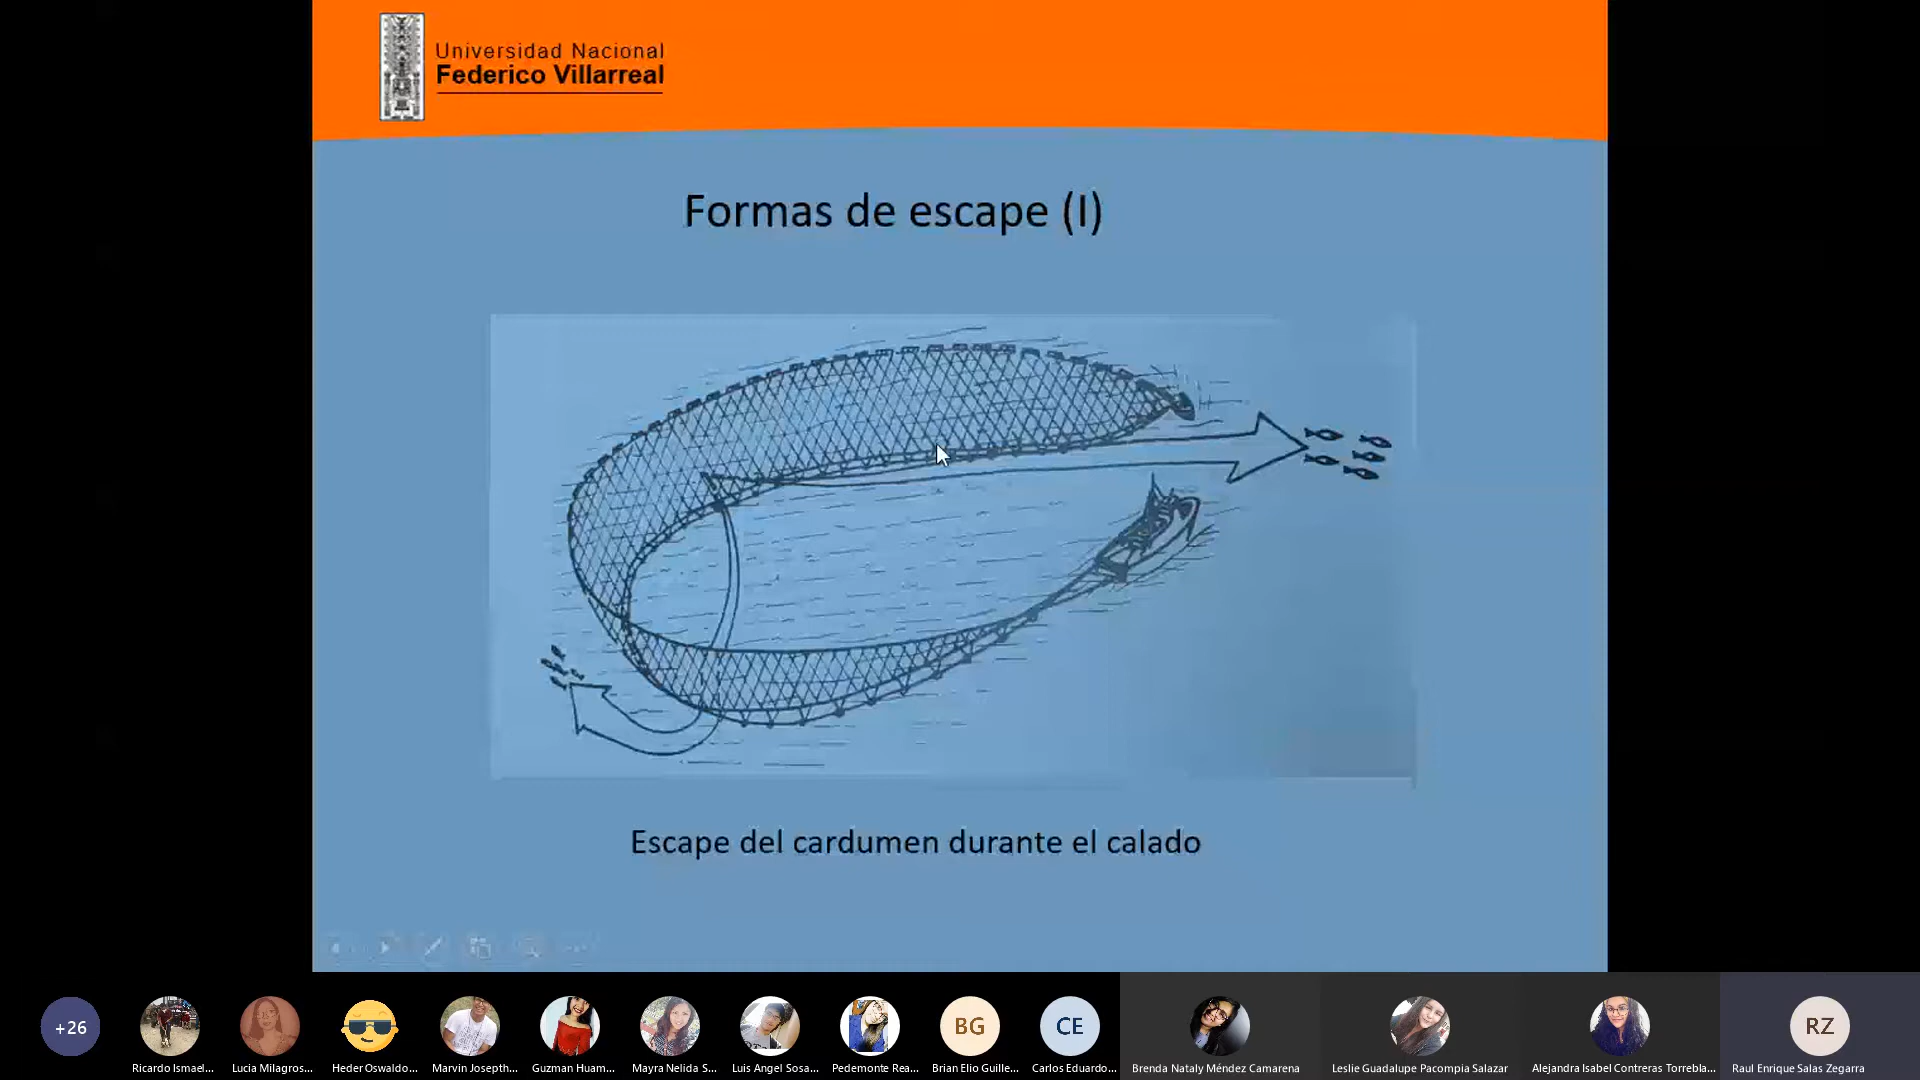 Universidad Nacional
Federico Villarreal
Formas de escape (I)
Escape del cardumen durante el calado
+26
Ricardo Ismael...
Lucia Milagros...
Heder Oswaldo...
Marvin Josepth...
Guzman Huam...
Mayra Nelida S...
Luis Angel Sosa...
Pedemonte Rea...
BG
Brian Elio Guille...
CE
Carlos Eduardo...
Brenda Nataly Méndez Camarena
Leslie Guadalupe Pacompia Salazar
Alejandra Isabel Contreras Torrebla...
RZ
Raul Enrique Salas Zegarra